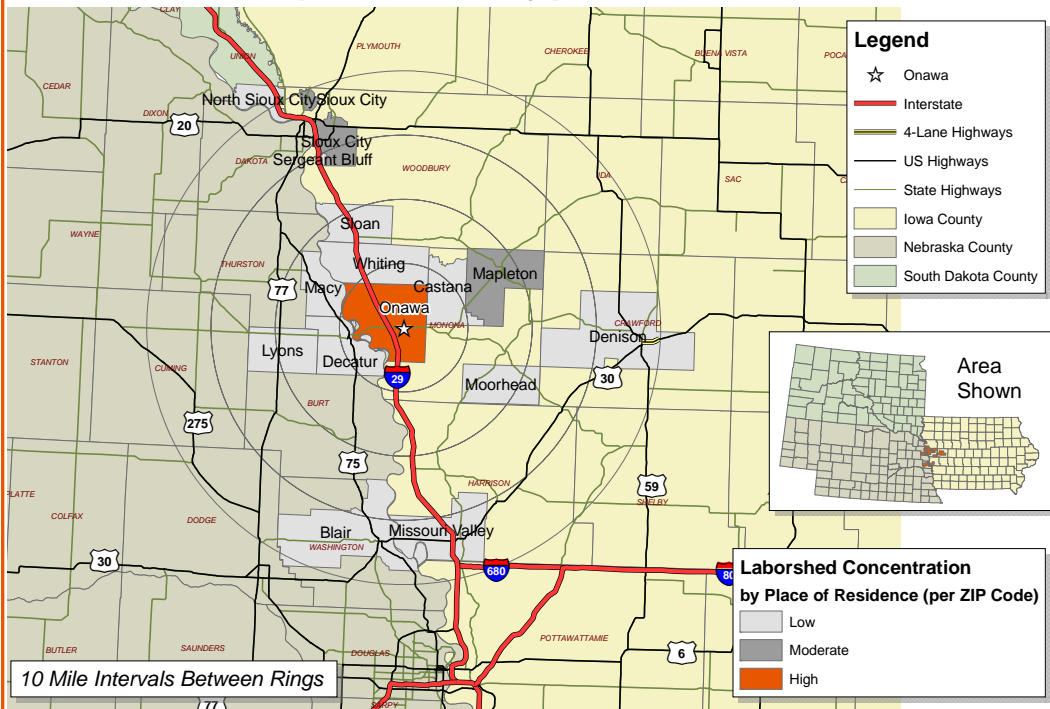 CLAY
UNION
PLYMOUTH
CHEROKEE
BUENA VISTA
POCA
CEDAR
DIXON
20
North Sioux City
Sioux City
Sioux City
DAKOTA
Sergeant Bluff
WOODBURY
IDA
SAC
WAYNE
Sloan
THURSTON
Whiting
77
Macy
Castana
Mapleton
Onawa
MONONA
CRAWFORD
Denison
STANTON
CUMING
Lyons
Decatur
29
Moorhead
30
BURT
275
75
HARRISON
59
SHELBY
PLATTE
COLFAX
DODGE
Blair
WASHINGTON
Missouri Valley
30
680
80
BUTLER
SAUNDERS
DOUGLAS
POTTAWATTAMIE
6
SARPY
77
10 Mile Intervals Between Rings
Legend
Onawa
Interstate
4-Lane Highways
US Highways
State Highways
Iowa County
Nebraska County
South Dakota County
Area
Shown
Laborshed Concentration
by Place of Residence (per ZIP Code)
Low
Moderate
High